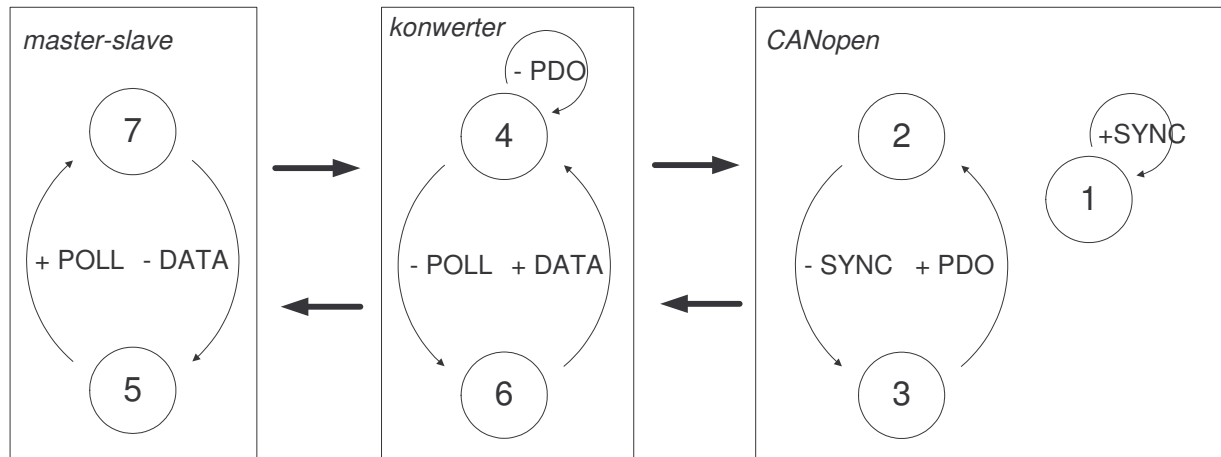 master-slave
7
+ POLL - DATA
5
konwerter
- PDO
4
- POLL + DATA
6
CANopen
2
- SYNC + PDO
3
+SYNC
1